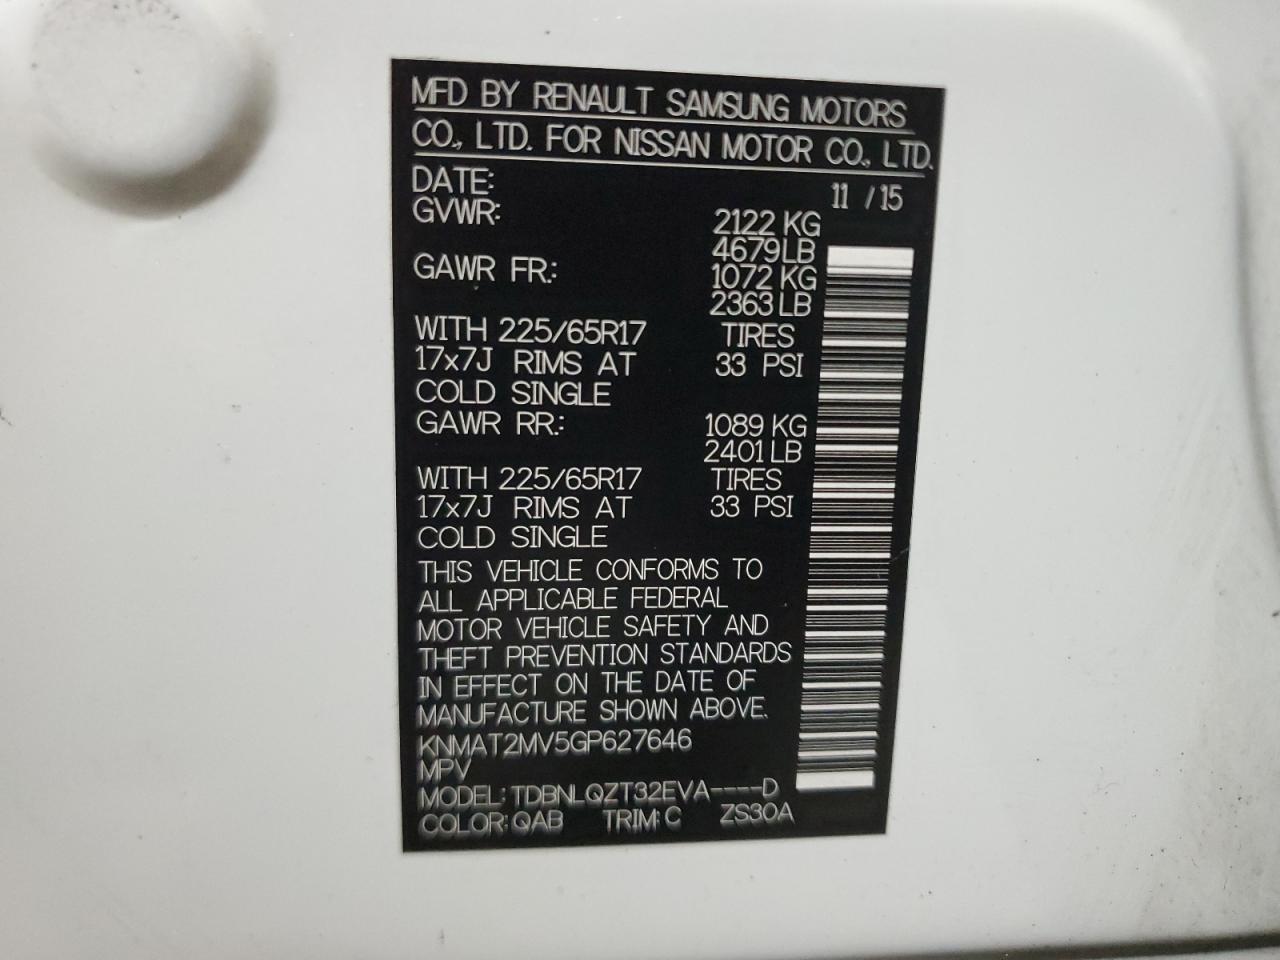 MFD BY RENAULT SAMSUNG MOTORS
CO., LTD. FOR NISSAN MOTOR CO., LTD.
DATE: 11 / 15
GVWR: 2122 KG
4679 LB
GAWR FR.: 1072 KG
2363 LB
WITH 225/65R17 TIRES
17x7J RIMS AT 33 PSI
COLD SINGLE
GAWR RR.: 1089 KG
2401 LB
WITH 225/65R17 TIRES
17x7J RIMS AT 33 PSI
COLD SINGLE
THIS VEHICLE CONFORMS TO
ALL APPLICABLE FEDERAL
MOTOR VEHICLE SAFETY AND
THEFT PREVENTION STANDARDS
IN EFFECT ON THE DATE OF
MANUFACTURE SHOWN ABOVE.
KNMAT2MV5GP627646
MPV
MODEL: TDBNLQZT32EVA----D
COLOR: QAB TRIM: C ZS30A